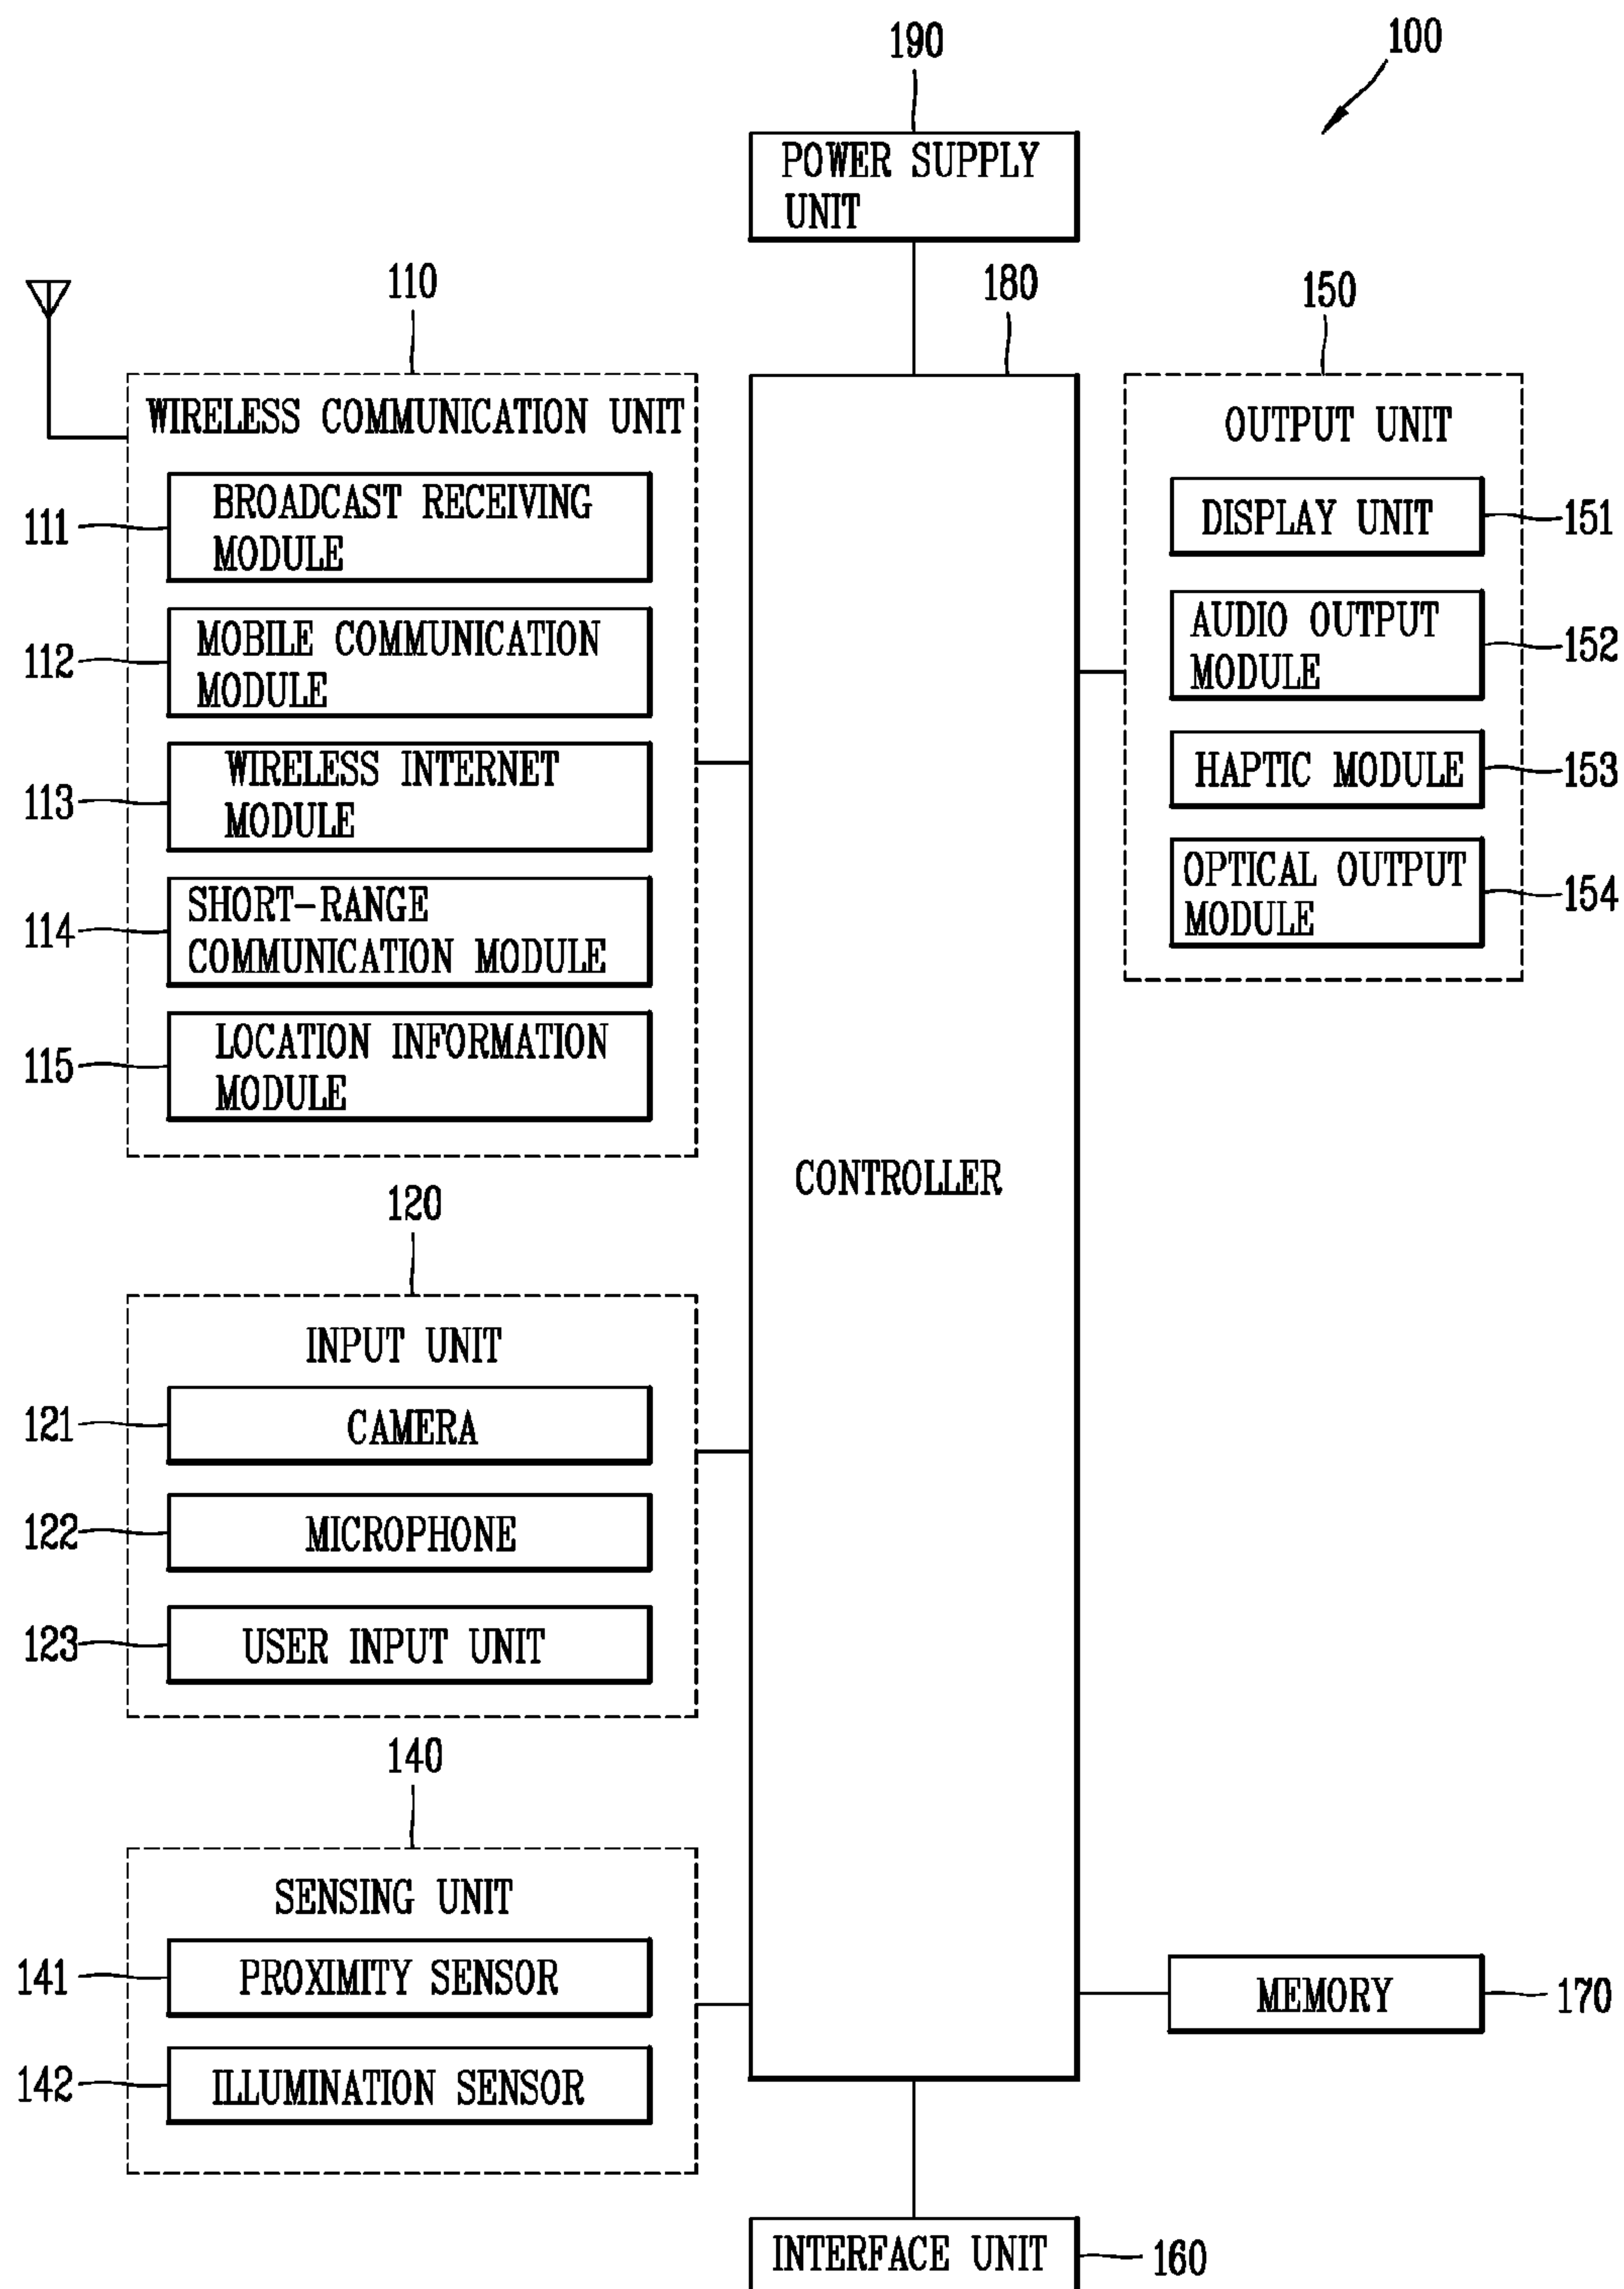 190
100
POWER SUPPLY
UNIT
110
180
150
WIRELESS COMMUNICATION UNIT
111
BROADCAST RECEIVING
MODULE
112
MOBILE COMMUNICATION
MODULE
113
WIRELESS INTERNET
MODULE
114
SHORT-RANGE
COMMUNICATION MODULE
115
LOCATION INFORMATION
MODULE
120
INPUT UNIT
121
CAMERA
122
MICROPHONE
123
USER INPUT UNIT
140
SENSING UNIT
141
PROXIMITY SENSOR
142
ILLUMINATION SENSOR
CONTROLLER
OUTPUT UNIT
DISPLAY UNIT
151
AUDIO OUTPUT
MODULE
152
HAPTIC MODULE
153
OPTICAL OUTPUT
MODULE
154
MEMORY
170
INTERFACE UNIT
160